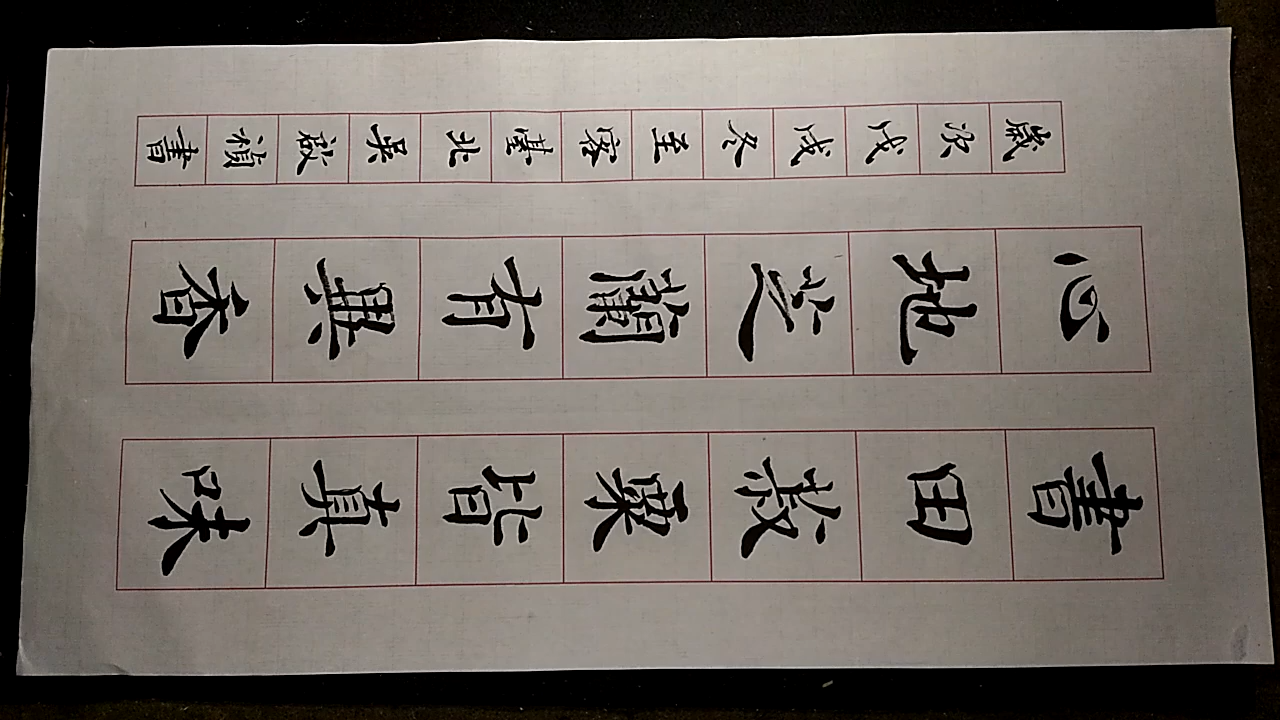 書田菽粟皆真味
心地芝蘭有異香
歲次戊戌冬至客臺北吳啟禎書